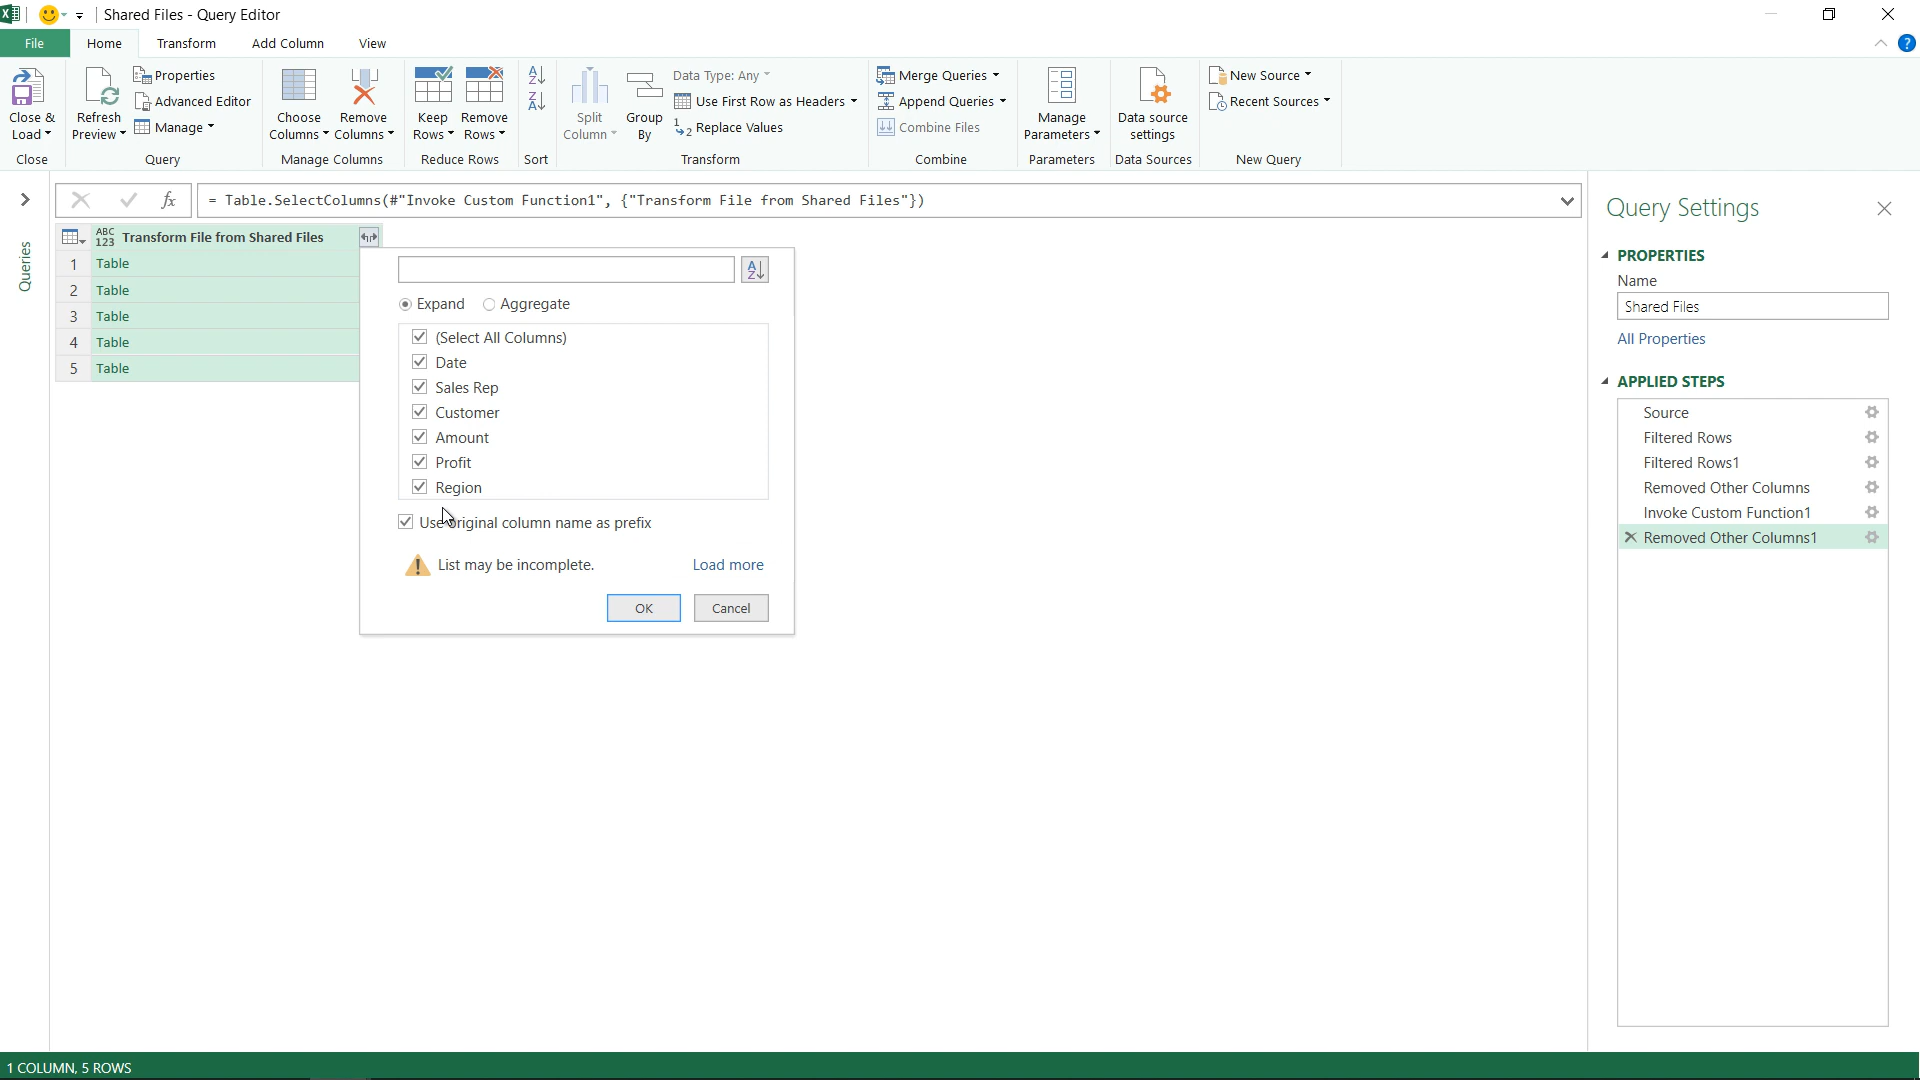 Shared Files - Query Editor
File
Home
Transform
Add Column
View
?
Close &
Load
Close
Refresh
Preview
Properties
Advanced Editor
Manage
Query
Choose
Columns
Remove
Columns
Manage Columns
Keep
Rows
Remove
Rows
Reduce Rows
Sort
Split
Column
Group
By
Data Type: Any
Use First Row as Headers
Replace Values
Transform
Merge Queries
Append Queries
Combine Files
Combine
Manage
Parameters
Parameters
Data source
settings
Data Sources
New Source
Recent Sources
New Query
fx
= Table.SelectColumns(#"Invoke Custom Function1", {"Transform File from Shared Files"})
Queries
ABC
123
Transform File from Shared Files
1 Table
2 Table
3 Table
4 Table
5 Table
Expand
Aggregate
(Select All Columns)
Date
Sales Rep
Customer
Amount
Profit
Region
Use original column name as prefix
List may be incomplete.
Load more
OK
Cancel
Query Settings
PROPERTIES
Name
Shared Files
All Properties
APPLIED STEPS
Source
Filtered Rows
Filtered Rows1
Removed Other Columns
Invoke Custom Function1
Removed Other Columns1
1 COLUMN, 5 ROWS